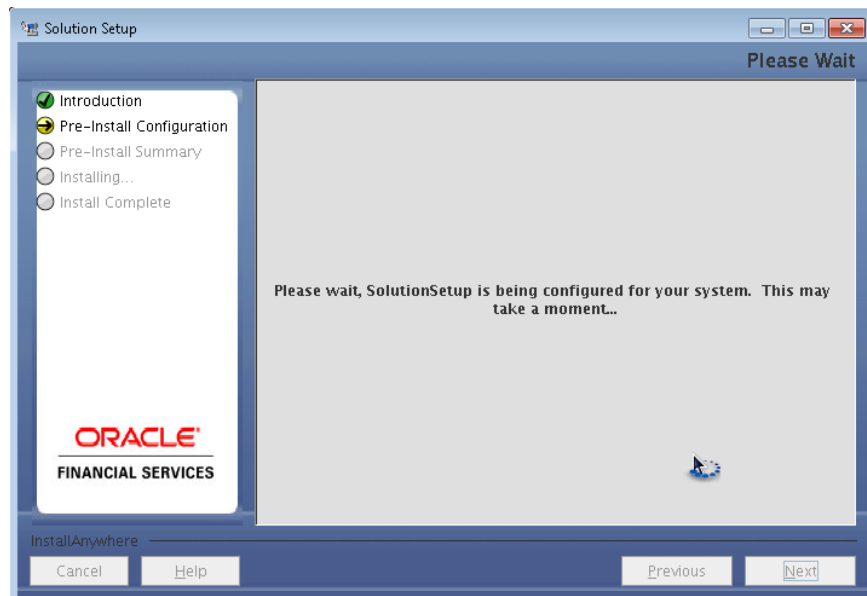 Solution Setup
Please Wait
Introduction
Pre-Install Configuration
Pre-Install Summary
Installing...
Install Complete
Please wait, SolutionSetup is being configured for your system.  This may
take a moment...
ORACLE
FINANCIAL SERVICES
InstallAnywhere
Cancel
Help
Previous
Next